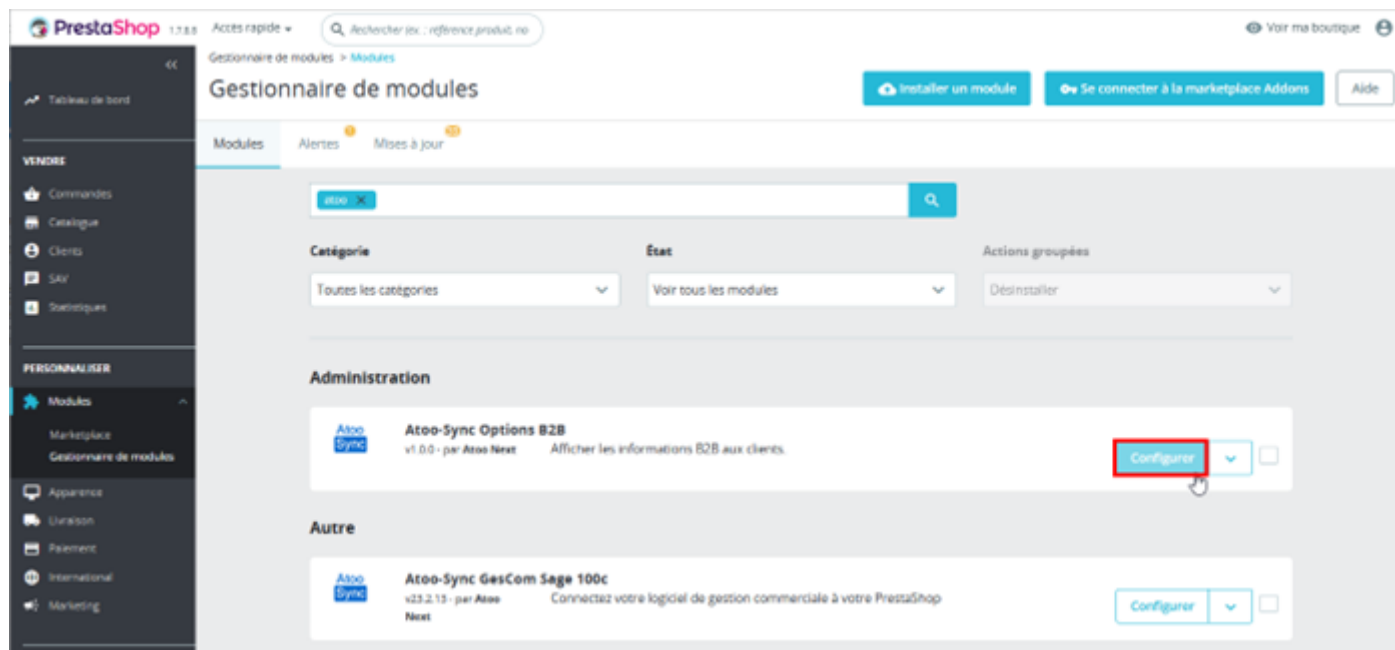 PrestaShop 1.7.8.8 Accès rapide Rechercher (ex. : référence produit, no Voir ma boutique
Gestionnaire de modules > Modules
Gestionnaire de modules
Installer un module Se connecter à la marketplace Addons Aide
Tableau de bord
Modules Alertes Mises à jour
VENDRE
Commandes
Catalogue
Clients
SAV
Statistiques
PERSONNALISER
Modules
Marketplace
Gestionnaire de modules
Apparence
Livraison
Paiement
International
Marketing
atoo
Catégorie État Actions groupées
Toutes les catégories Voir tous les modules Désinstaller
Administration
Atoo
Sync
Atoo-Sync Options B2B
v1.0.0 - par Atoo Next Afficher les informations B2B aux clients.
Configurer
Autre
Atoo
Sync
Atoo-Sync GesCom Sage 100c
v23.2.13 - par Atoo Connectez votre logiciel de gestion commerciale à votre PrestaShop
Next
Configurer